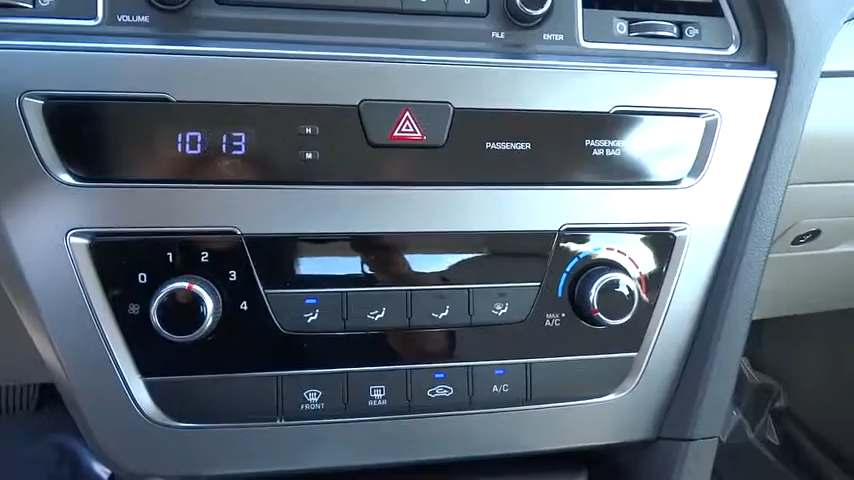 VOLUME
FILE
ENTER
10:13
H
M
PASSENGER
PASSENGER
AIR BAG
0 1 2 3 4
MAX
A/C
FRONT
REAR
A/C